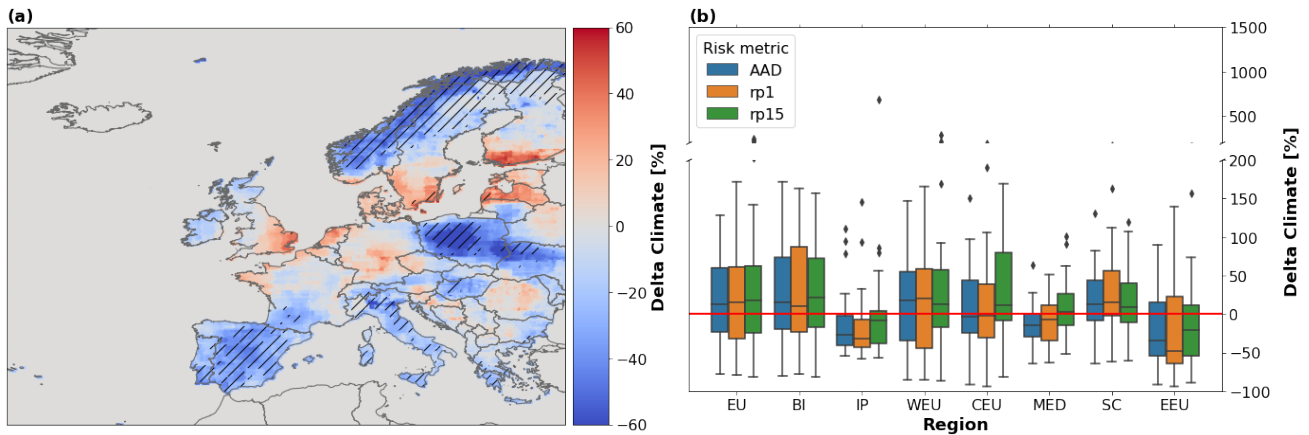 (a)
60
40
20
0
−20
−40
−60
Delta Climate [%]
(b)
Risk metric
AAD
rp1
rp15
1500
1000
500
200
150
100
50
0
−50
−100
Delta Climate [%]
EU BI IP WEU CEU MED SC EEU
Region